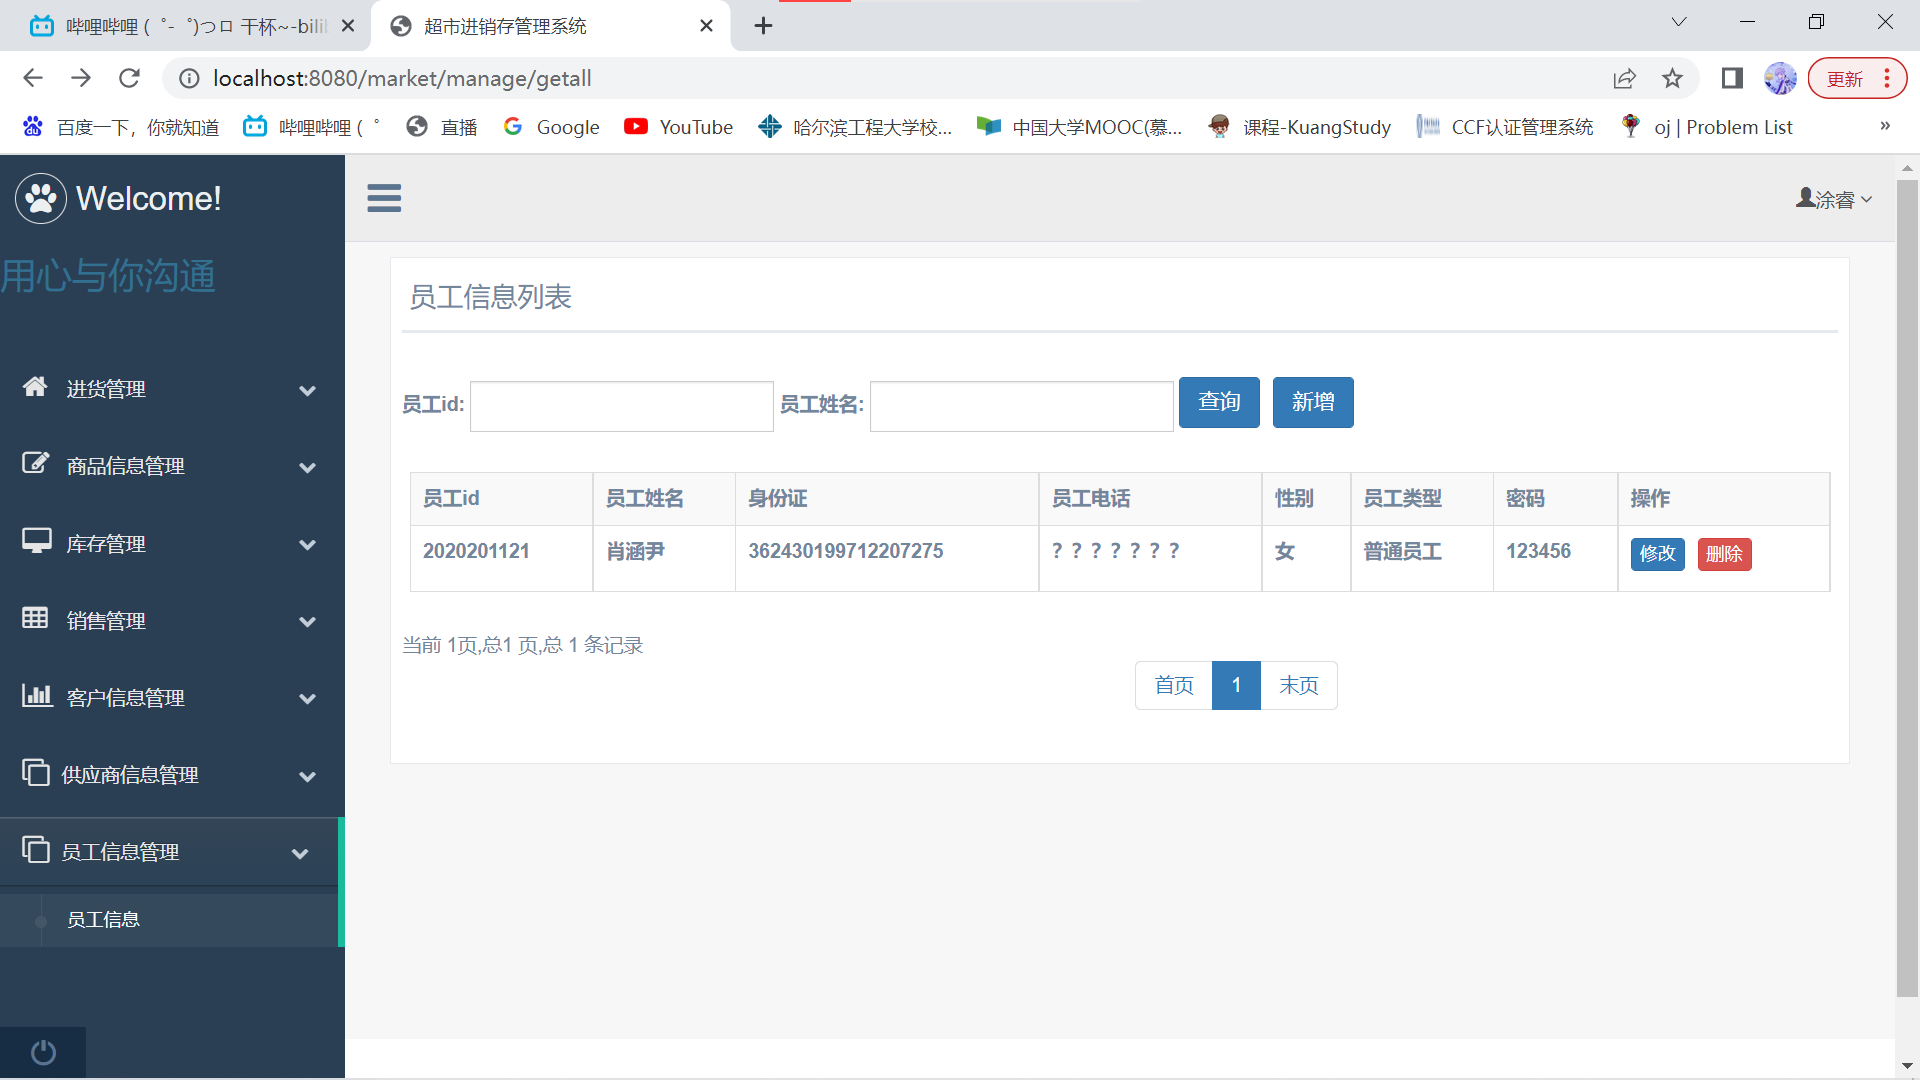 哔哩哔哩 (゜-゜)つロ 干杯~-bili
超市进销存管理系统
localhost:8080/market/manage/getall
更新
百度一下，你就知道
哔哩哔哩 (゜
直播
Google
YouTube
哈尔滨工程大学校...
中国大学MOOC(慕...
课程-KuangStudy
CCF认证管理系统
oj | Problem List
»
Welcome!
用心与你沟通
进货管理
商品信息管理
库存管理
销售管理
客户信息管理
供应商信息管理
员工信息管理
员工信息
涂睿
员工信息列表
员工id: 员工姓名: 查询 新增
员工id 员工姓名 身份证 员工电话 性别 员工类型 密码 操作
2020201121 肖涵尹 362430199712207275 ？？？？？？？ 女 普通员工 123456 修改 删除
当前 1页,总1 页,总 1 条记录
首页 1 末页